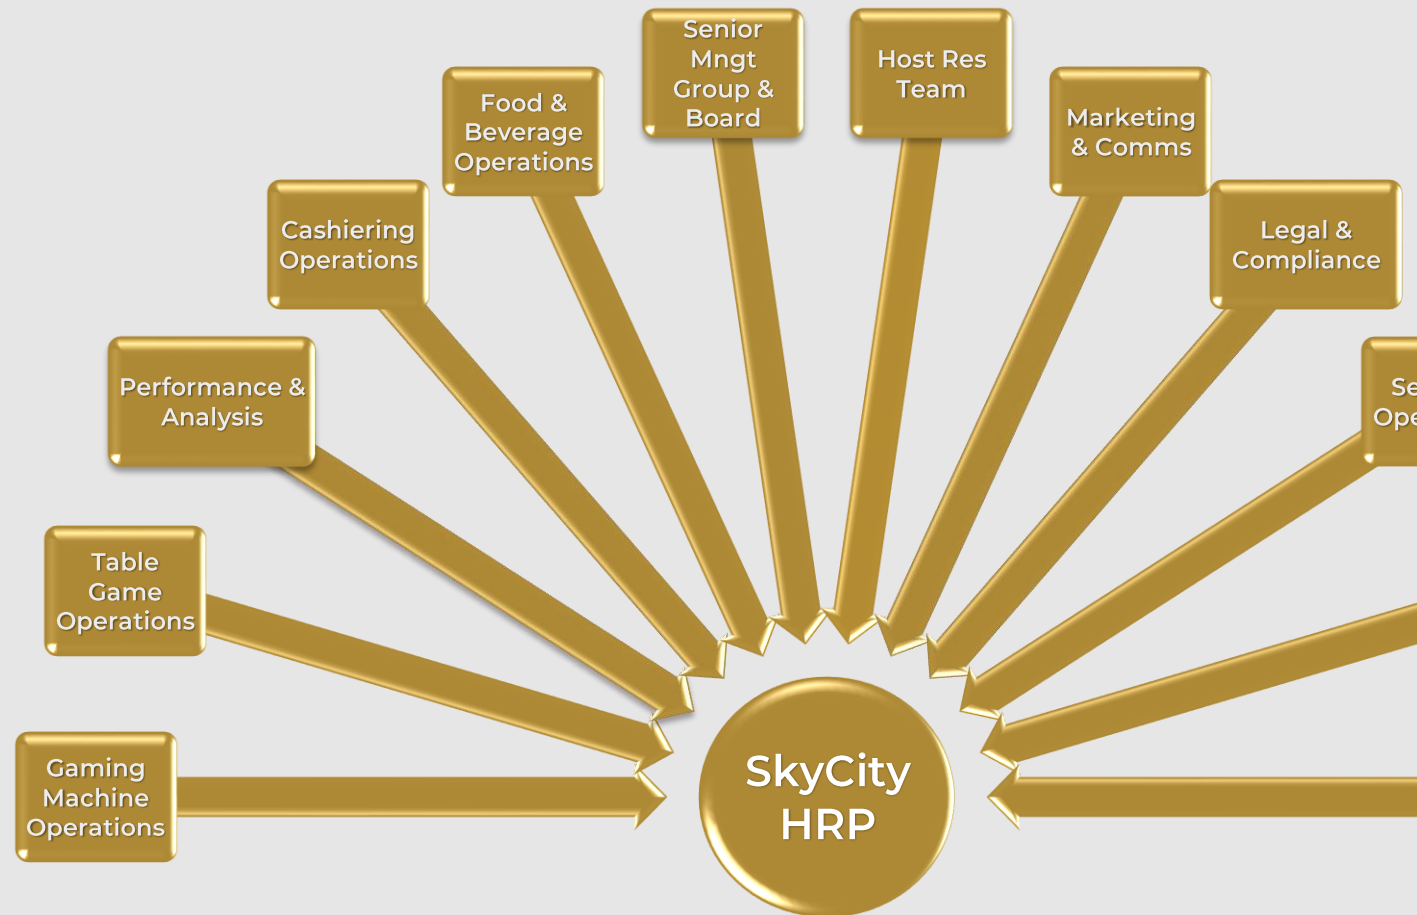 Senior
Mngt
Group &
Board
Host Res
Team
Food &
Beverage
Operations
Marketing
& Comms
Cashiering
Operations
Legal &
Compliance
Performance &
Analysis
Table
Game
Operations
Gaming
Machine
Operations
SkyCity
HRP